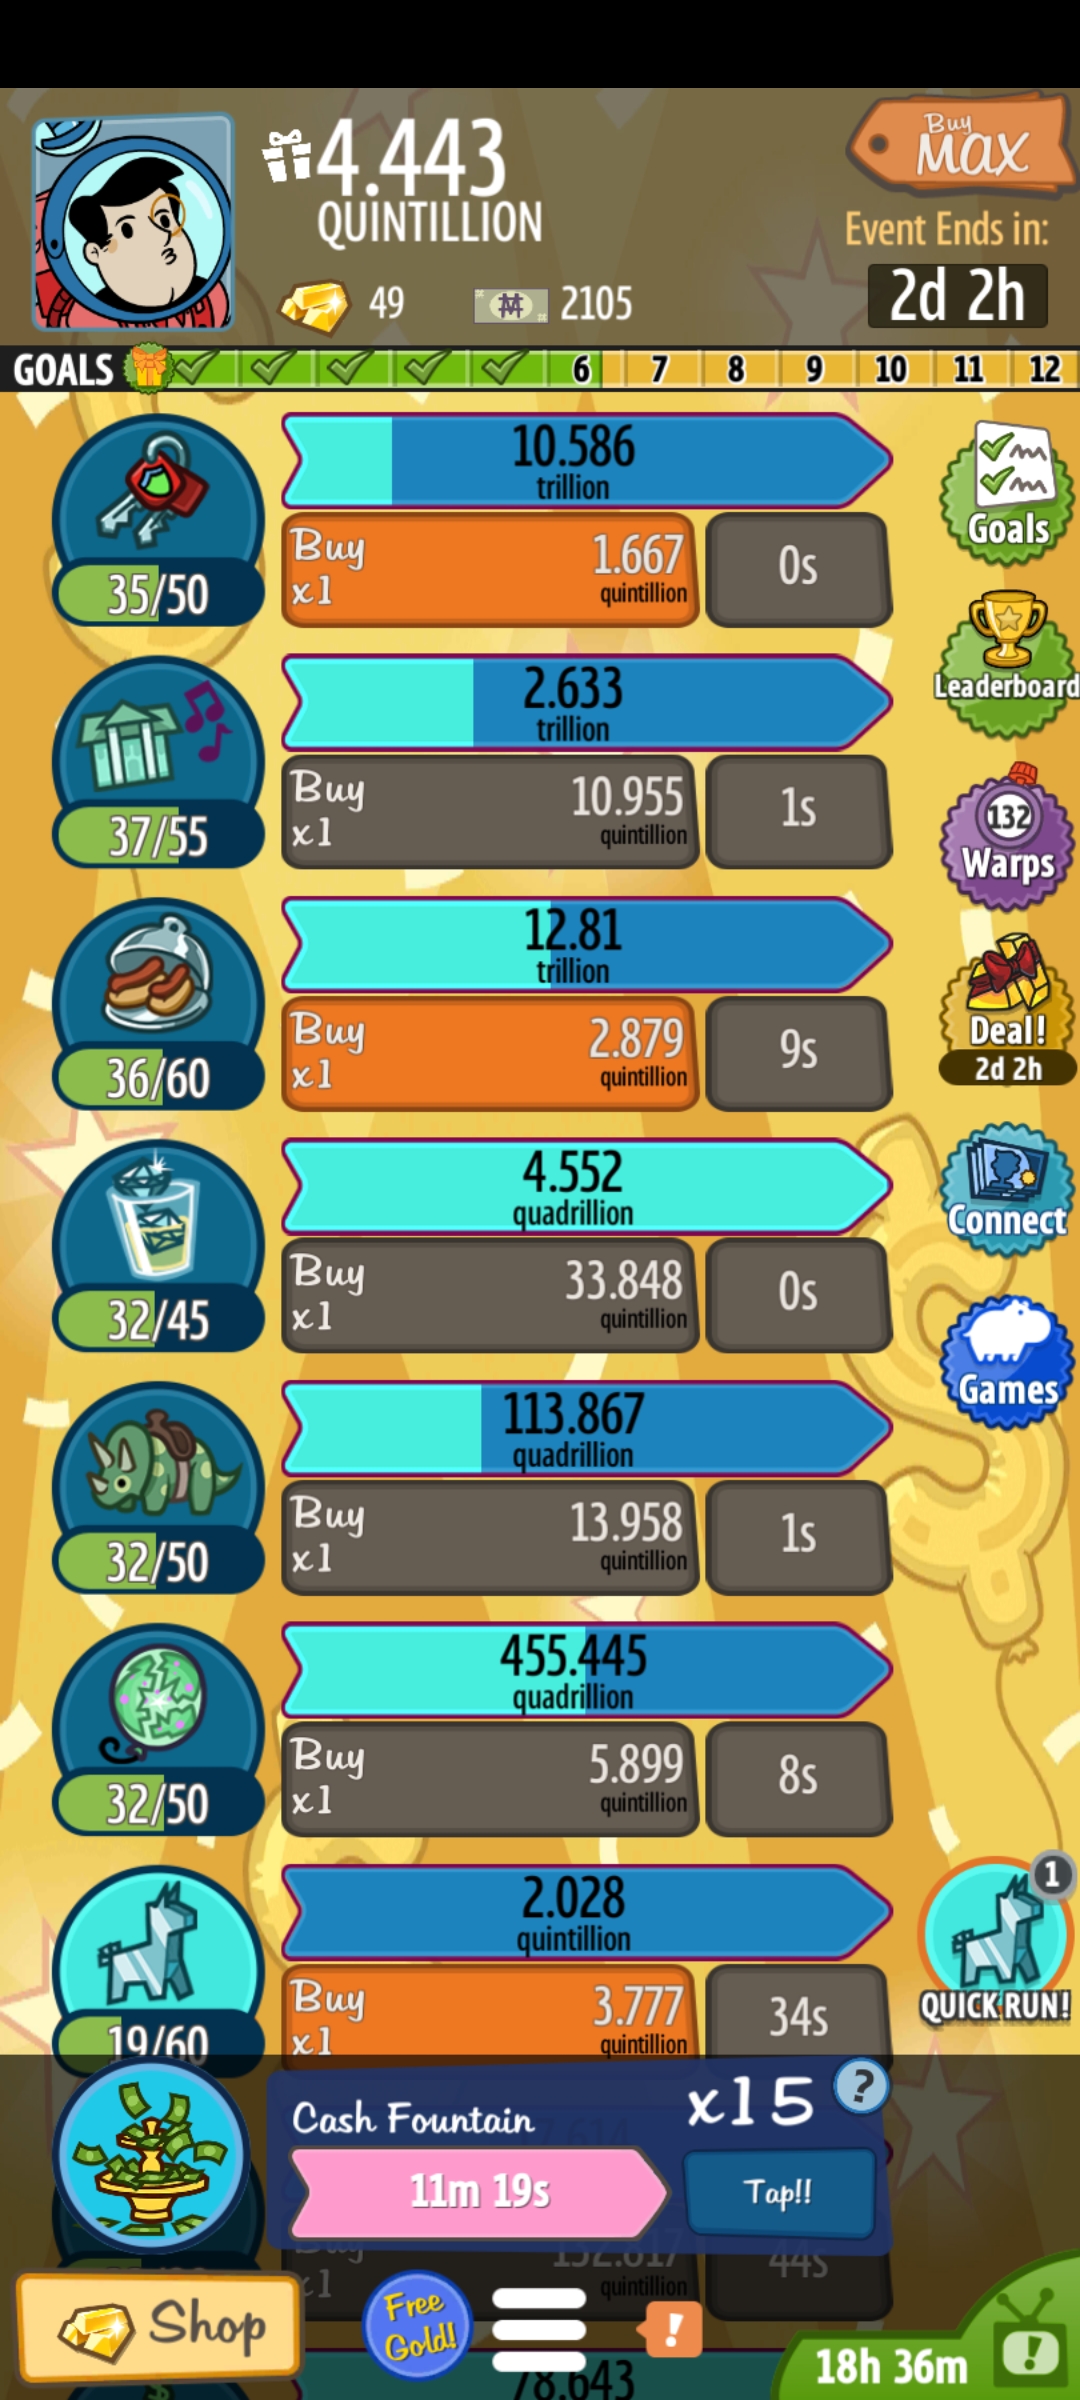 4.443
QUINTILLION
Buy
MAX
Event Ends in:
2d 2h
49
2105
GOALS
6 7 8 9 10 11 12
10.586
trillion
Buy
x1
1.667
quintillion
0s
35/50
Goals
2.633
trillion
Buy
x1
10.955
quintillion
1s
37/55
Leaderboard
132
Warps
12.81
trillion
Buy
x1
2.879
quintillion
9s
36/60
Deal!
2d 2h
4.552
quadrillion
Buy
x1
33.848
quintillion
0s
32/45
Connect
113.867
quadrillion
Buy
x1
13.958
quintillion
1s
32/50
Games
455.445
quadrillion
Buy
x1
5.899
quintillion
8s
32/50
2.028
quintillion
Buy
x1
3.777
quintillion
34s
19/60
1
QUICK RUN!
Cash Fountain
x15
?
11m 19s
Tap!!
Buy
x1
quintillion
44s
Shop
Free
Gold!
!
78.643
18h 36m
!